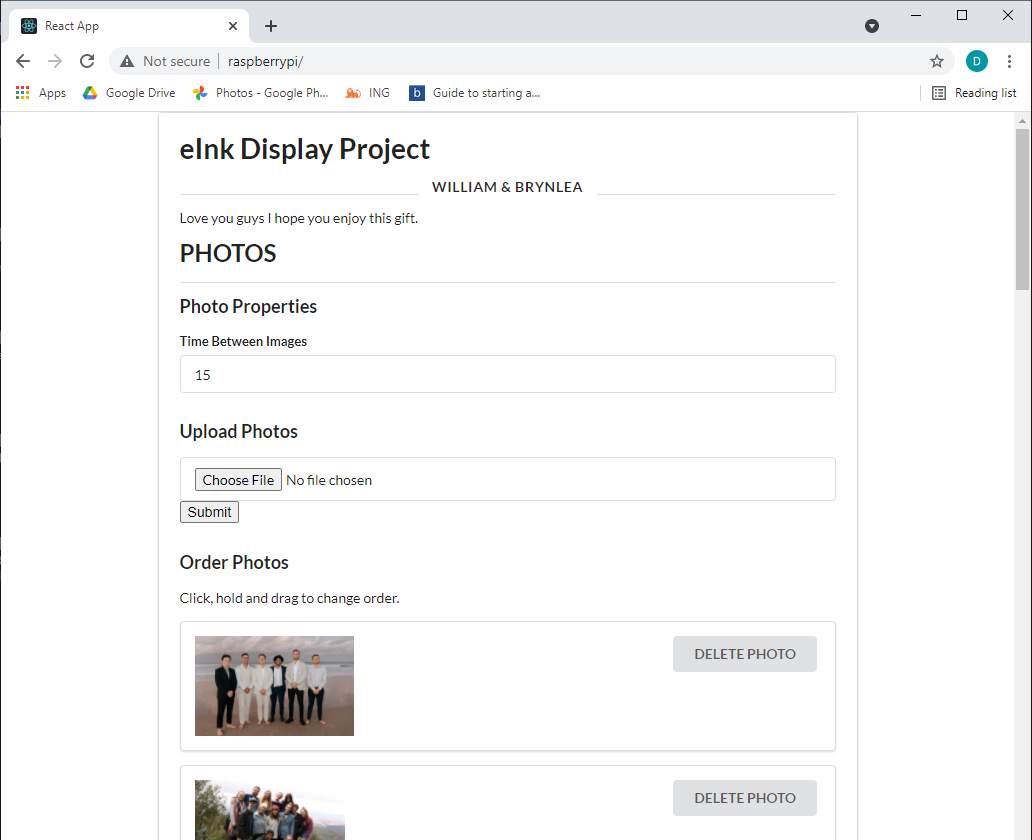 React App
Not secure raspberrypi/ D
Apps Google Drive Photos - Google Ph... ING b Guide to starting a... Reading list
eInk Display Project
WILLIAM & BRYNLEA
Love you guys I hope you enjoy this gift.
PHOTOS
Photo Properties
Time Between Images
15
Upload Photos
Choose File No file chosen
Submit
Order Photos
Click, hold and drag to change order.
DELETE PHOTO
DELETE PHOTO